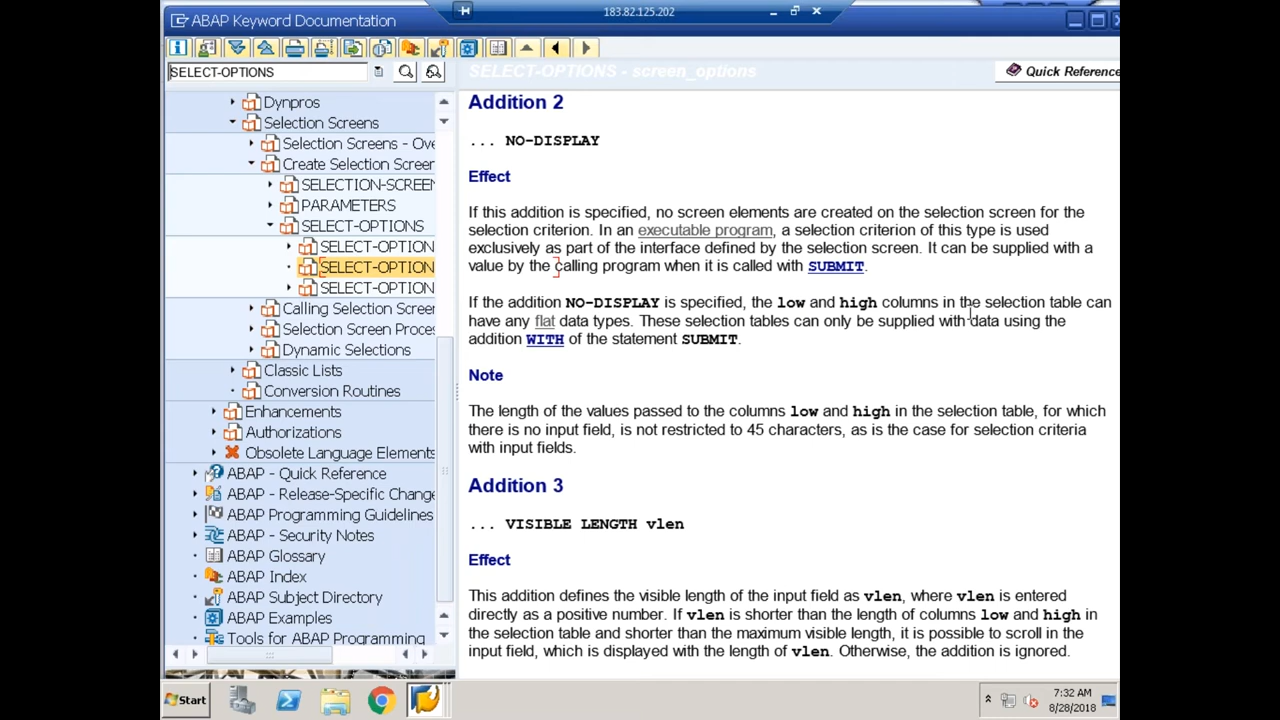 183.82.125.202
ABAP Keyword Documentation
SELECT-OPTIONS
SELECT-OPTIONS - screen_options
Quick Reference
Dynpros
Selection Screens
Selection Screens - Ove
Create Selection Screen
SELECTION-SCREEN
PARAMETERS
SELECT-OPTIONS
SELECT-OPTION
SELECT-OPTION
SELECT-OPTION
Calling Selection Screen
Selection Screen Proces
Dynamic Selections
Classic Lists
Conversion Routines
Enhancements
Authorizations
Obsolete Language Elements
ABAP - Quick Reference
ABAP - Release-Specific Change
ABAP Programming Guidelines
ABAP - Security Notes
ABAP Glossary
ABAP Index
ABAP Subject Directory
ABAP Examples
Tools for ABAP Programming
Addition 2
... NO-DISPLAY
Effect
If this addition is specified, no screen elements are created on the selection screen for the
selection criterion. In an executable program, a selection criterion of this type is used
exclusively as part of the interface defined by the selection screen. It can be supplied with a
value by the calling program when it is called with SUBMIT.
If the addition NO-DISPLAY is specified, the low and high columns in the selection table can
have any flat data types. These selection tables can only be supplied with data using the
addition WITH of the statement SUBMIT.
Note
The length of the values passed to the columns low and high in the selection table, for which
there is no input field, is not restricted to 45 characters, as is the case for selection criteria
with input fields.
Addition 3
... VISIBLE LENGTH vlen
Effect
This addition defines the visible length of the input field as vlen, where vlen is entered
directly as a positive number. If vlen is shorter than the length of columns low and high in
the selection table and shorter than the maximum visible length, it is possible to scroll in the
input field, which is displayed with the length of vlen. Otherwise, the addition is ignored.
Start
7:32 AM
8/28/2018